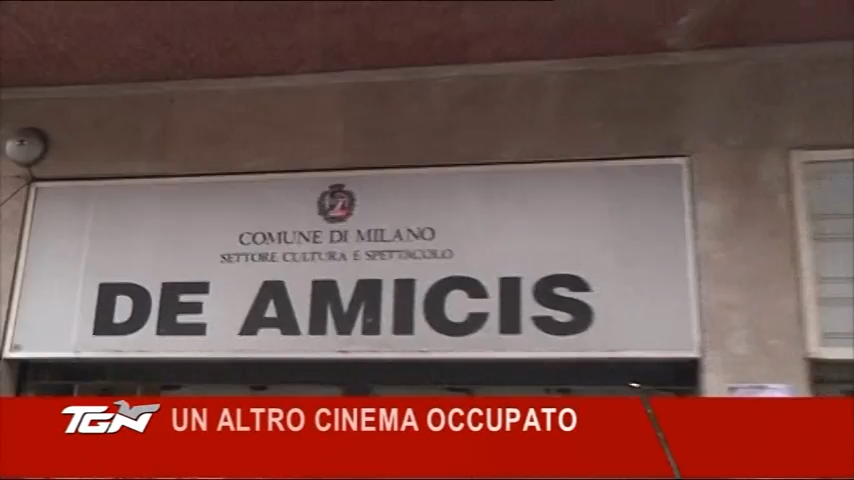 COMUNE DI MILANO
SETTORE CULTURA E SPETTACOLO
DE AMICIS
TGN UN ALTRO CINEMA OCCUPATO